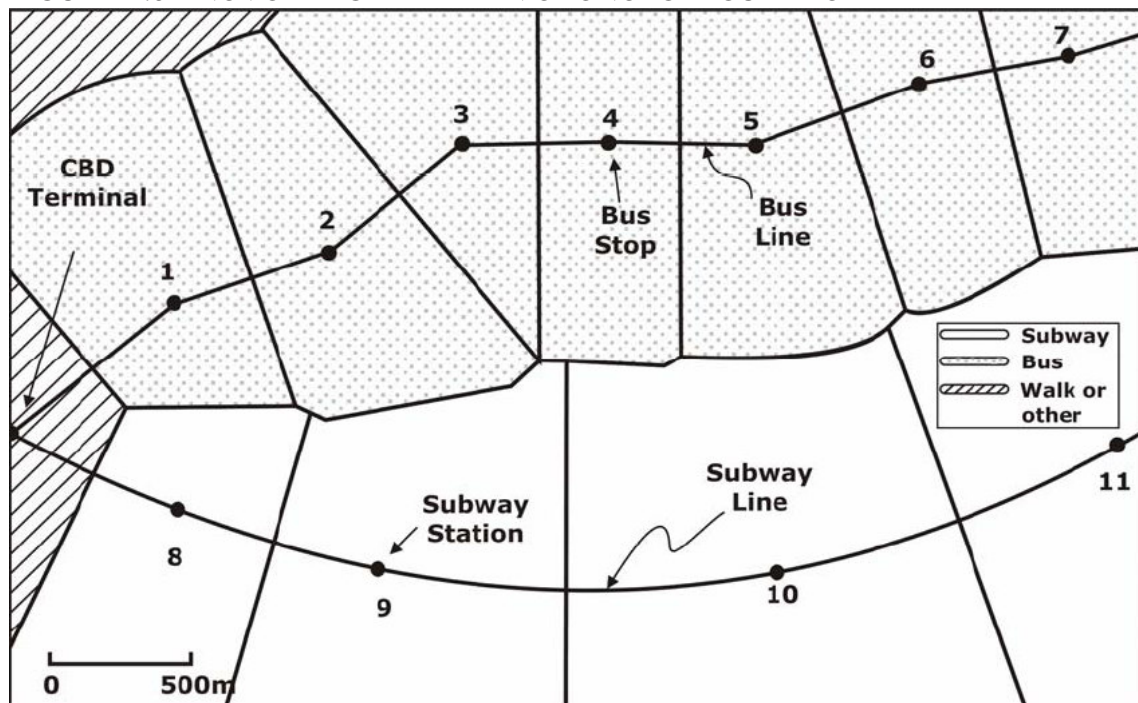 7
6
3
4
5
CBD
Terminal
Bus
Stop
Bus
Line
2
1
Subway
Bus
Walk or
other
Subway
Line
11
Subway
Station
8
10
9
0
500m